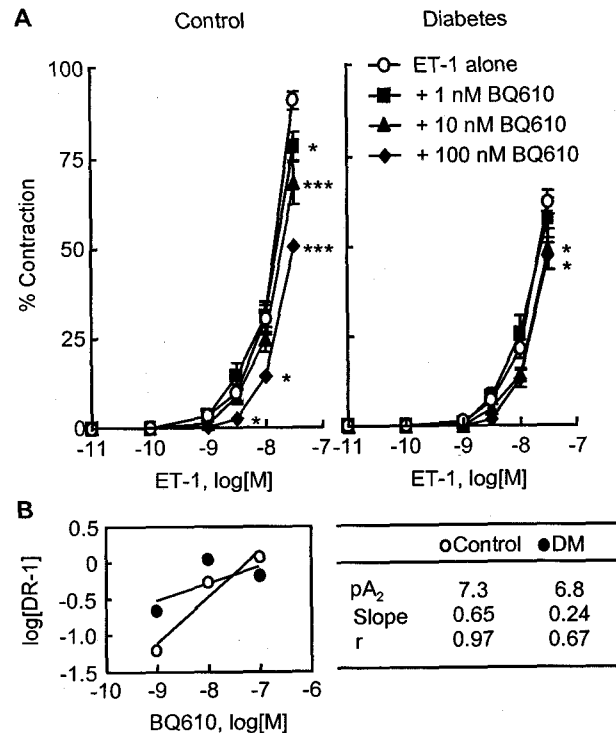 A
Control
Diabetes
100
75
50
25
0
% Contraction
* 
***
***
*
*
-11 -10 -9 -8 -7
ET-1, log[M]
ET-1 alone
+ 1 nM BQ610
+ 10 nM BQ610
+ 100 nM BQ610
*
*
-11 -10 -9 -8 -7
ET-1, log[M]
B
0.5
0
-0.5
-1.0
-1.5
log[DR-1]
-10 -9 -8 -7 -6
BQ610, log[M]
Control DM
pA2 7.3 6.8
Slope 0.65 0.24
r 0.97 0.67